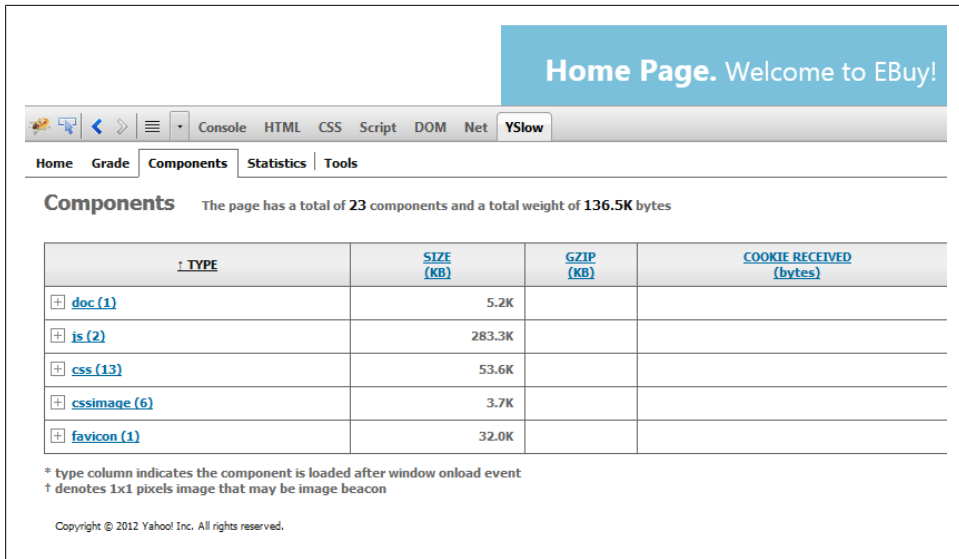 Home Page. Welcome to EBuy!
Console HTML CSS Script DOM Net YSlow
Home Grade Components Statistics Tools
Components The page has a total of 23 components and a total weight of 136.5K bytes
↑ TYPE SIZE (KB) GZIP (KB) COOKIE RECEIVED (bytes)
doc (1) 5.2K
js (2) 283.3K
css (13) 53.6K
cssimage (6) 3.7K
favicon (1) 32.0K
* type column indicates the component is loaded after window onload event
† denotes 1x1 pixels image that may be image beacon
Copyright © 2012 Yahoo! Inc. All rights reserved.